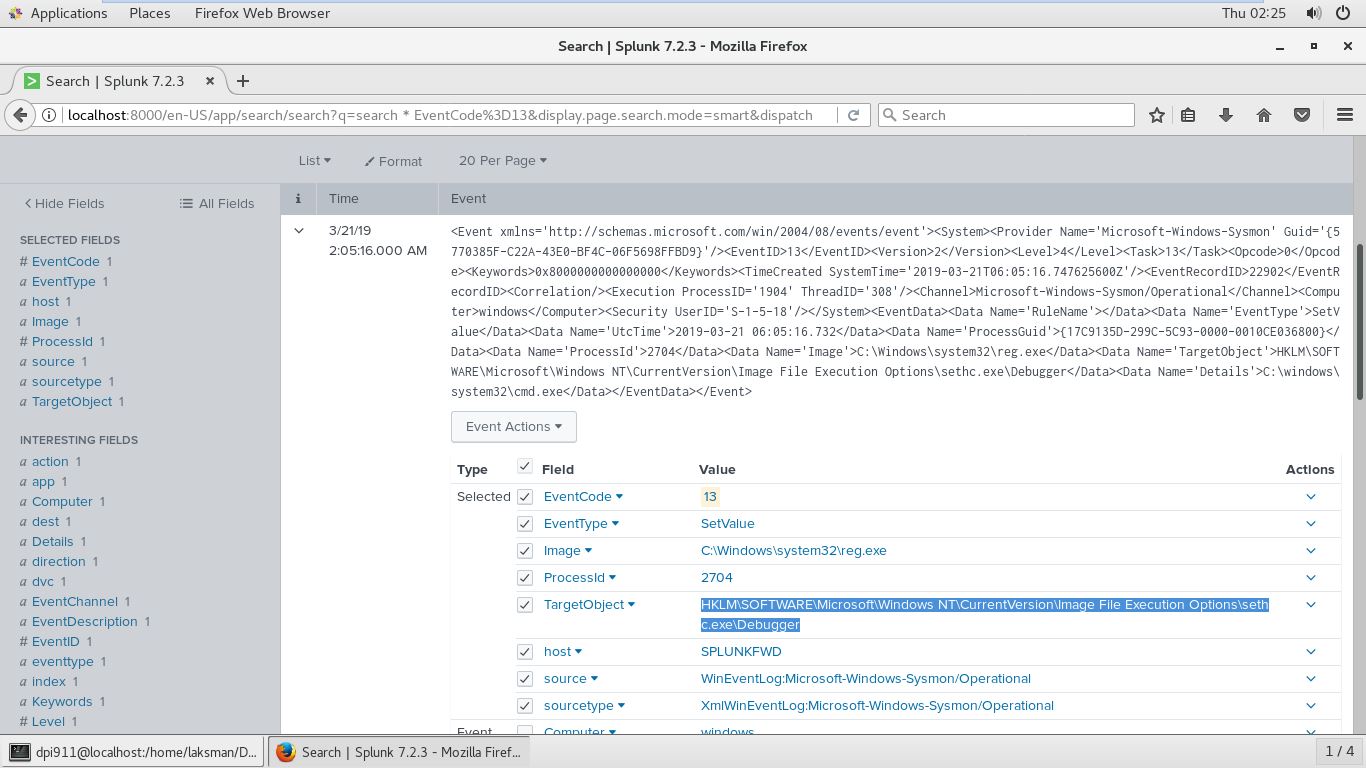 Applications Places Firefox Web Browser Thu 02:25
Search | Splunk 7.2.3 - Mozilla Firefox
Search | Splunk 7.2.3
localhost:8000/en-US/app/search/search?q=search * EventCode%3D13&display.page.search.mode=smart&dispatch
Search
List
Format
20 Per Page
Hide Fields
All Fields
i Time Event
SELECTED FIELDS
# EventCode 1
a EventType 1
a host 1
a Image 1
# ProcessId 1
a source 1
a sourcetype 1
a TargetObject 1
INTERESTING FIELDS
a action 1
a app 1
a Computer 1
a dest 1
a Details 1
a direction 1
a dvc 1
a EventChannel 1
a EventDescription 1
# EventID 1
a eventtype 1
a index 1
a Keywords 1
# Level 1
3/21/19
2:05:16.000 AM
<Event xmlns='http://schemas.microsoft.com/win/2004/08/events/event'><System><Provider Name='Microsoft-Windows-Sysmon' Guid='{5
770385F-C22A-43E0-BF4C-06F5698FFBD9}'/><EventID>13</EventID><Version>2</Version><Level>4</Level><Task>13</Task><Opcode>0</Opcod
e><Keywords>0x8000000000000000</Keywords><TimeCreated SystemTime='2019-03-21T06:05:16.747625600Z'/><EventRecordID>22902</EventR
ecordID><Correlation/><Execution ProcessID='1904' ThreadID='308'/><Channel>Microsoft-Windows-Sysmon/Operational</Channel><Compu
ter>windows</Computer><Security UserID='S-1-5-18'/></System><EventData><Data Name='RuleName'></Data><Data Name='EventType'>SetV
alue</Data><Data Name='UtcTime'>2019-03-21 06:05:16.732</Data><Data Name='ProcessGuid'>{17C9135D-299C-5C93-0000-0010CE036800}</
Data><Data Name='ProcessId'>2704</Data><Data Name='Image'>C:\Windows\system32\reg.exe</Data><Data Name='TargetObject'>HKLM\SOFT
WARE\Microsoft\Windows NT\CurrentVersion\Image File Execution Options\sethc.exe\Debugger</Data><Data Name='Details'>C:\windows\
system32\cmd.exe</Data></EventData></Event>
Event Actions
Type Field Value Actions
Selected EventCode 13
EventType SetValue
Image C:\Windows\system32\reg.exe
ProcessId 2704
TargetObject HKLM\SOFTWARE\Microsoft\Windows NT\CurrentVersion\Image File Execution Options\seth
c.exe\Debugger
host SPLUNKFWD
source WinEventLog:Microsoft-Windows-Sysmon/Operational
sourcetype XmlWinEventLog:Microsoft-Windows-Sysmon/Operational
Event Computer windows
dpi911@localhost:/home/laksman/D...
Search | Splunk 7.2.3 - Mozilla Firef...
1 / 4